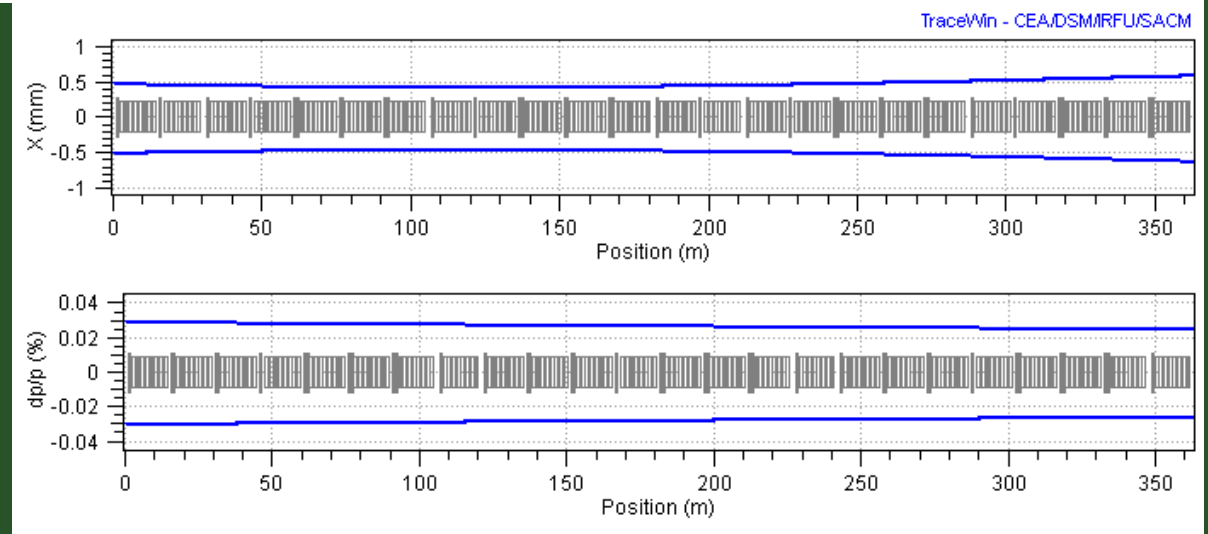 TraceWin - CEA/DSM/IRFU/SACM
1
0.5
0
-0.5
-1
X (mm)
0 50 100 150 200 250 300 350
Position (m)
0.04
0.02
0
-0.02
-0.04
dp/p (%)
0 50 100 150 200 250 300 350
Position (m)